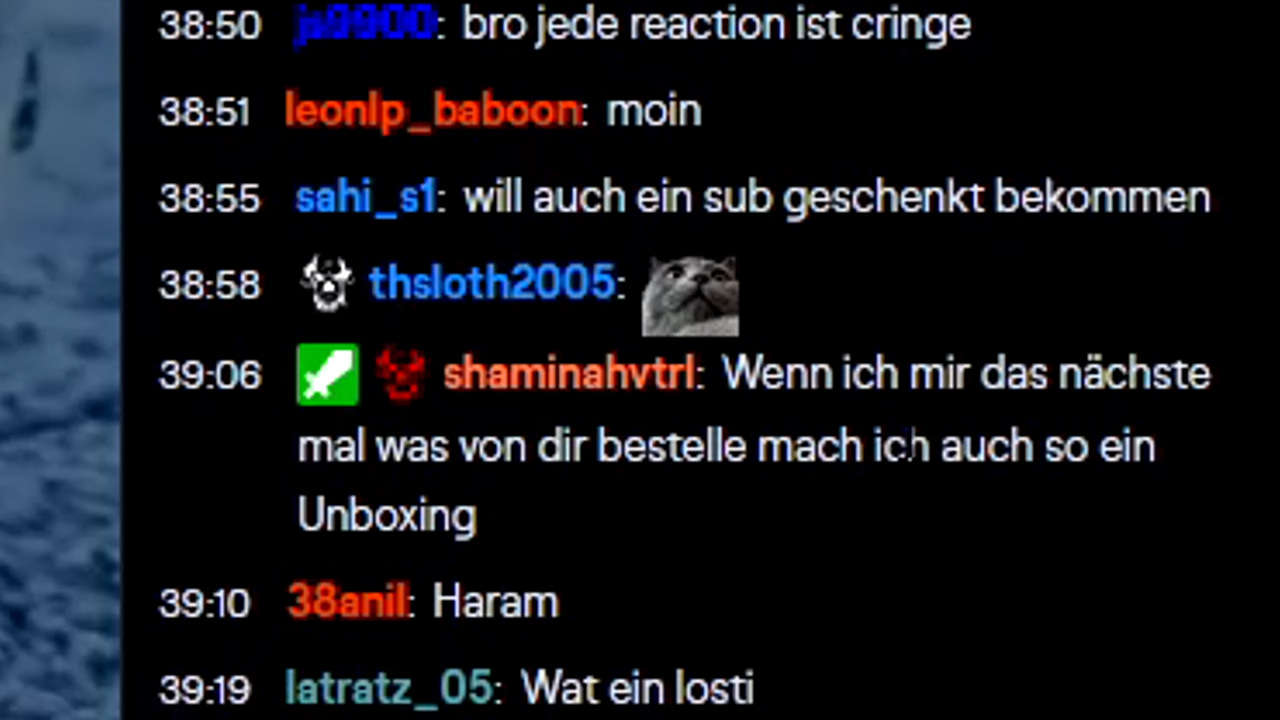 38:50 js9900: bro jede reaction ist cringe
38:51 leonlp_baboon: moin
38:55 sahi_s1: will auch ein sub geschenkt bekommen
38:58 thsloth2005:
39:06 shaminahvtrl: Wenn ich mir das nächste
mal was von dir bestelle mach ich auch so ein
Unboxing
39:10 38anil: Haram
39:19 latratz_05: Wat ein losti